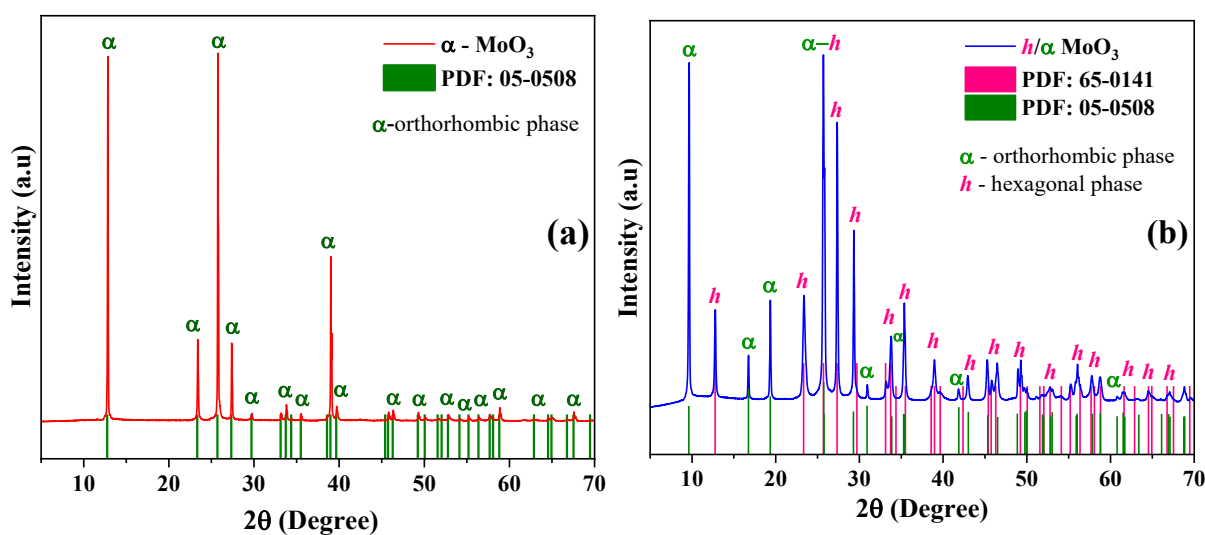 α α
α - MoO₃
PDF: 05-0508
α-orthorhombic phase
(a)
α
α α
α α α α α α α α α α α α
Intensity (a.u)
10 20 30 40 50 60 70
2θ (Degree)
α α–h
h/α MoO₃
PDF: 65-0141
PDF: 05-0508
α - orthorhombic phase
h - hexagonal phase
(b)
h
h
h h α h h
α h α
α h h h h α h h h α h h
Intensity (a.u)
10 20 30 40 50 60 70
2θ (Degree)